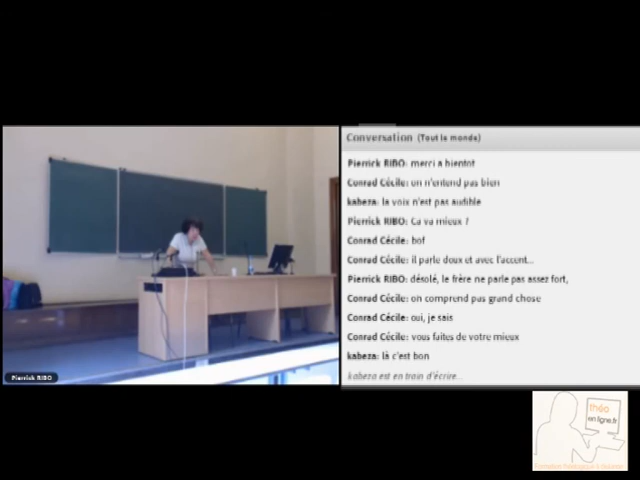 Conversation (Tout le monde)
Pierrick RIBO: merci a bientot
Conrad Cécile: on n'entend pas bien
kabeza: la voix n'est pas audible
Pierrick RIBO: Ca va mieux ?
Conrad Cécile: bof
Conrad Cécile: il parle doux et avec l'accent...
Pierrick RIBO: désolé, le frère ne parle pas assez fort,
Conrad Cécile: on comprend pas grand chose
Conrad Cécile: oui, je sais
Conrad Cécile: vous faites de votre mieux
kabeza: là c'est bon
kabeza est en train d'écrire...
Pierrick RIBO
théo
en ligne.fr